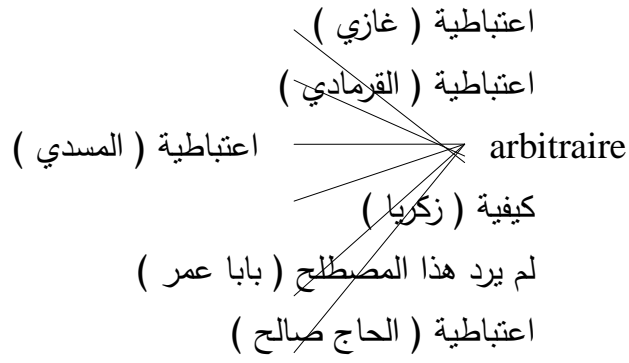 اعتباطية ( غازي )
اعتباطية ( القرمادي )
arbitraire اعتباطية ( المسدي )
كيفية ( زكريا )
لم يرد هذا المصطلح ( بابا عمر )
اعتباطية ( الحاج صالح )